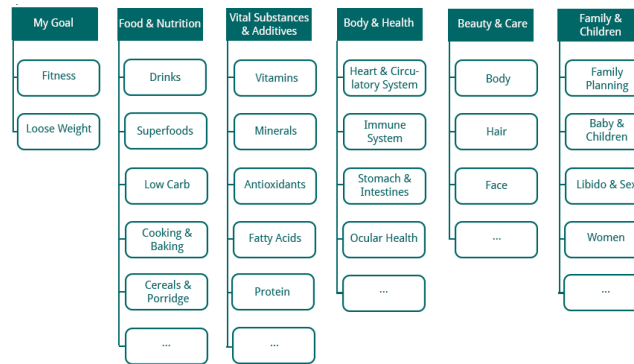 My Goal
Fitness
Loose Weight
Food & Nutrition
Drinks
Superfoods
Low Carb
Cooking &
Baking
Cereals &
Porridge
...
Vital Substances
& Additives
Vitamins
Minerals
Antioxidants
Fatty Acids
Protein
...
Body & Health
Heart & Circu-
latory System
Immune
System
Stomach &
Intestines
Ocular Health
...
Beauty & Care
Body
Hair
Face
...
Family &
Children
Family
Planning
Baby &
Children
Libido & Sex
Women
...